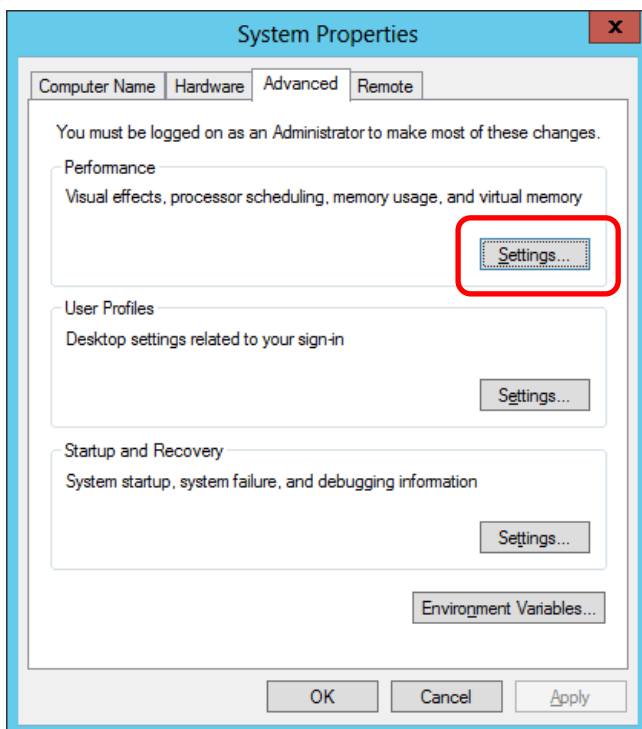 System Properties
x
Computer Name Hardware Advanced Remote
You must be logged on as an Administrator to make most of these changes.
Performance
Visual effects, processor scheduling, memory usage, and virtual memory
Settings...
User Profiles
Desktop settings related to your sign-in
Settings...
Startup and Recovery
System startup, system failure, and debugging information
Settings...
Environment Variables...
OK Cancel Apply